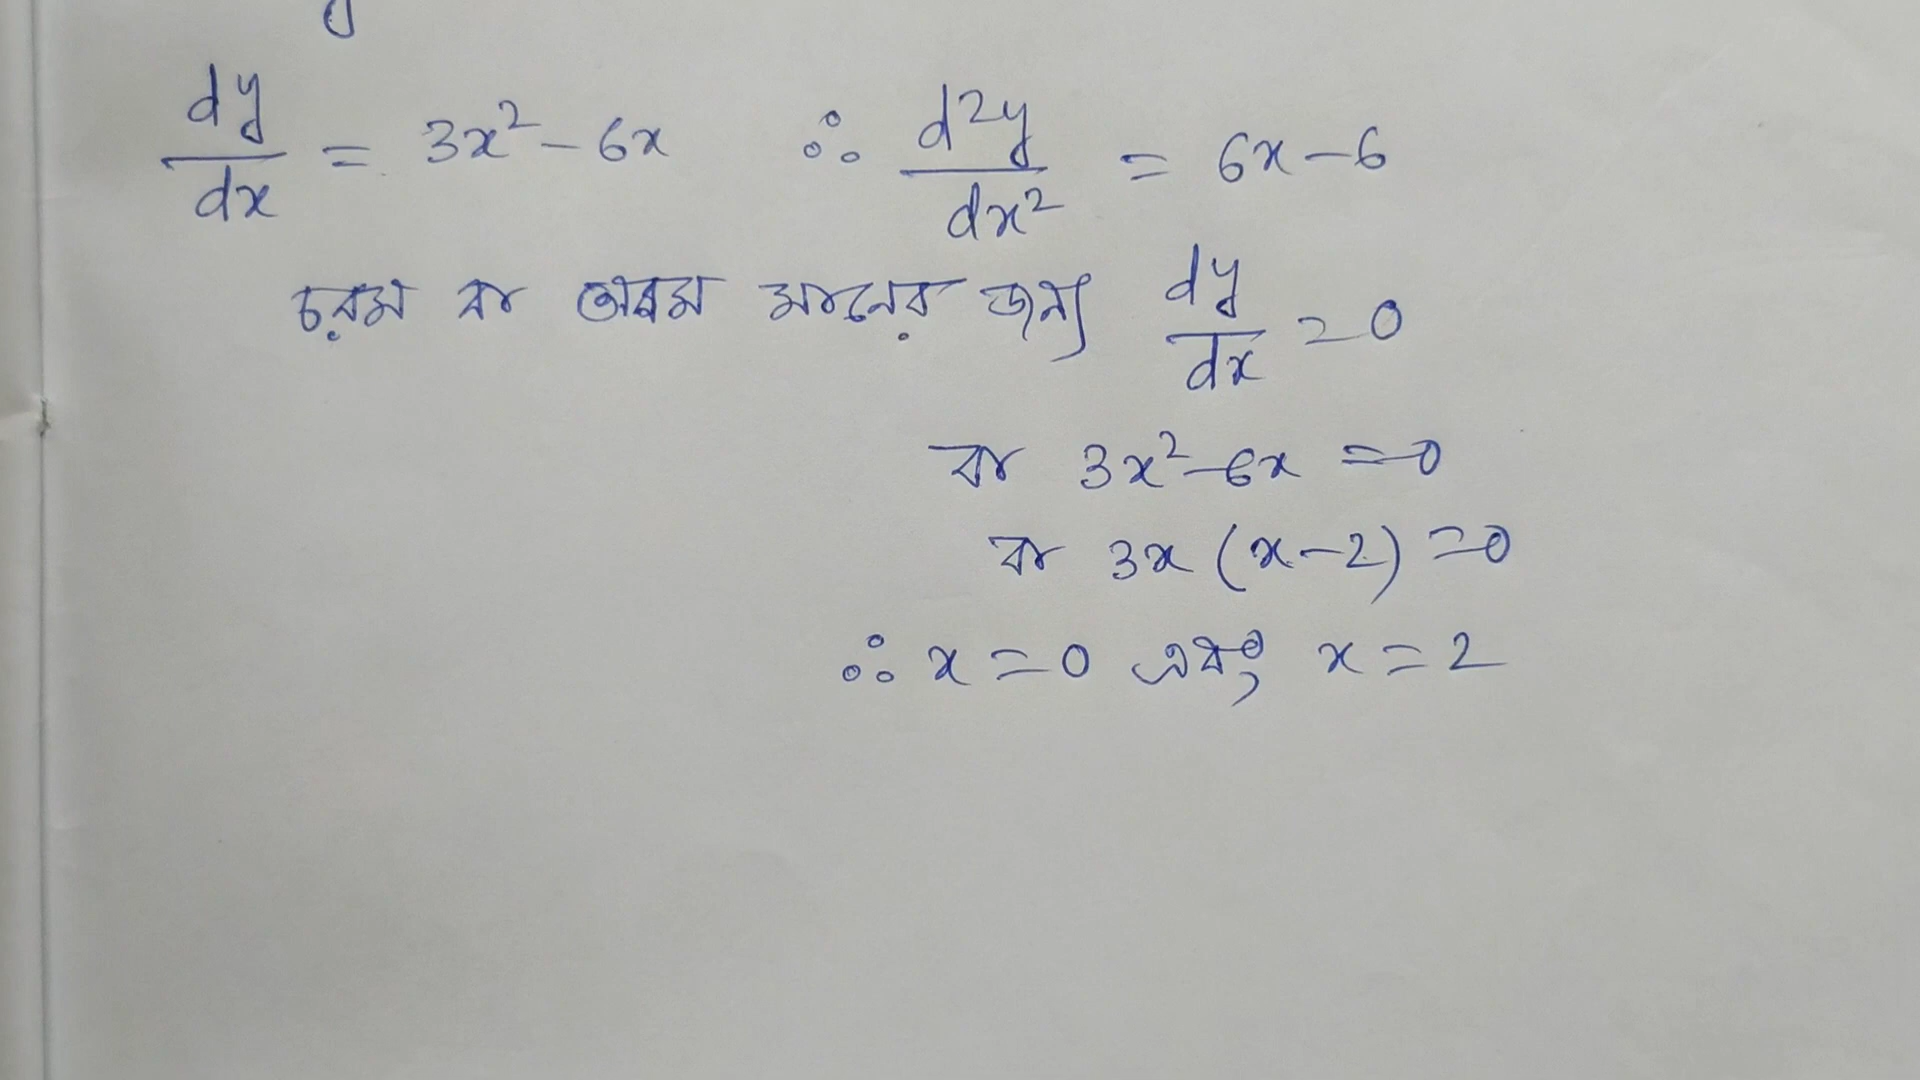 dy/dx = 3x² - 6x ∴ d²y/dx² = 6x - 6
চরম বা অবম মানের জন্য dy/dx = 0
বা 3x² - 6x = 0
বা 3x (x - 2) = 0
∴ x = 0 এবং x = 2